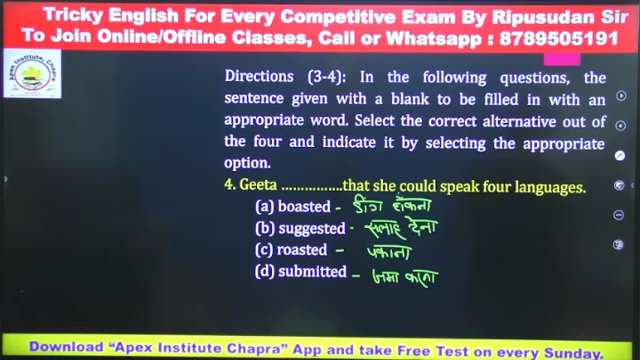 Tricky English For Every Competitive Exam By Ripusudan Sir
To Join Online/Offline Classes, Call or Whatsapp : 8789505191
Apex Institute, Chapra
Directions (3-4): In the following questions, the
sentence given with a blank to be filled in with an
appropriate word. Select the correct alternative out of
the four and indicate it by selecting the appropriate
option.
4. Geeta ................that she could speak four languages.
(a) boasted - डींग हाँकना
(b) suggested - सलाह देना
(c) roasted - पकाना
(d) submitted - जमा करना
Download “Apex Institute Chapra” App and take Free Test on every Sunday.